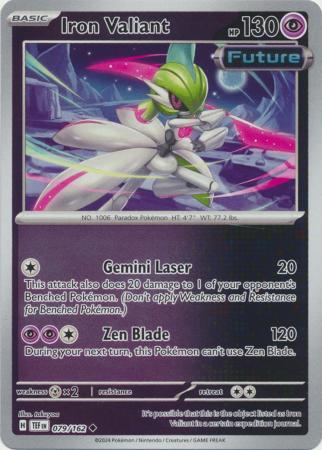 BASIC Iron Valiant HP 130
Future
NO. 1006 Paradox Pokémon HT: 4'7" WT: 77.2 lbs.
Gemini Laser 20
This attack also does 20 damage to 1 of your opponent's
Benched Pokémon. (Don't apply Weakness and Resistance
for Benched Pokémon.)
Zen Blade 120
During your next turn, this Pokémon can't use Zen Blade.
weakness ×2 resistance retreat
Illus. takuyoa
H TEF EN 079/162
It's possible that this is the object listed as Iron
Valiant in a certain expedition journal.
©2024 Pokémon / Nintendo / Creatures / GAME FREAK